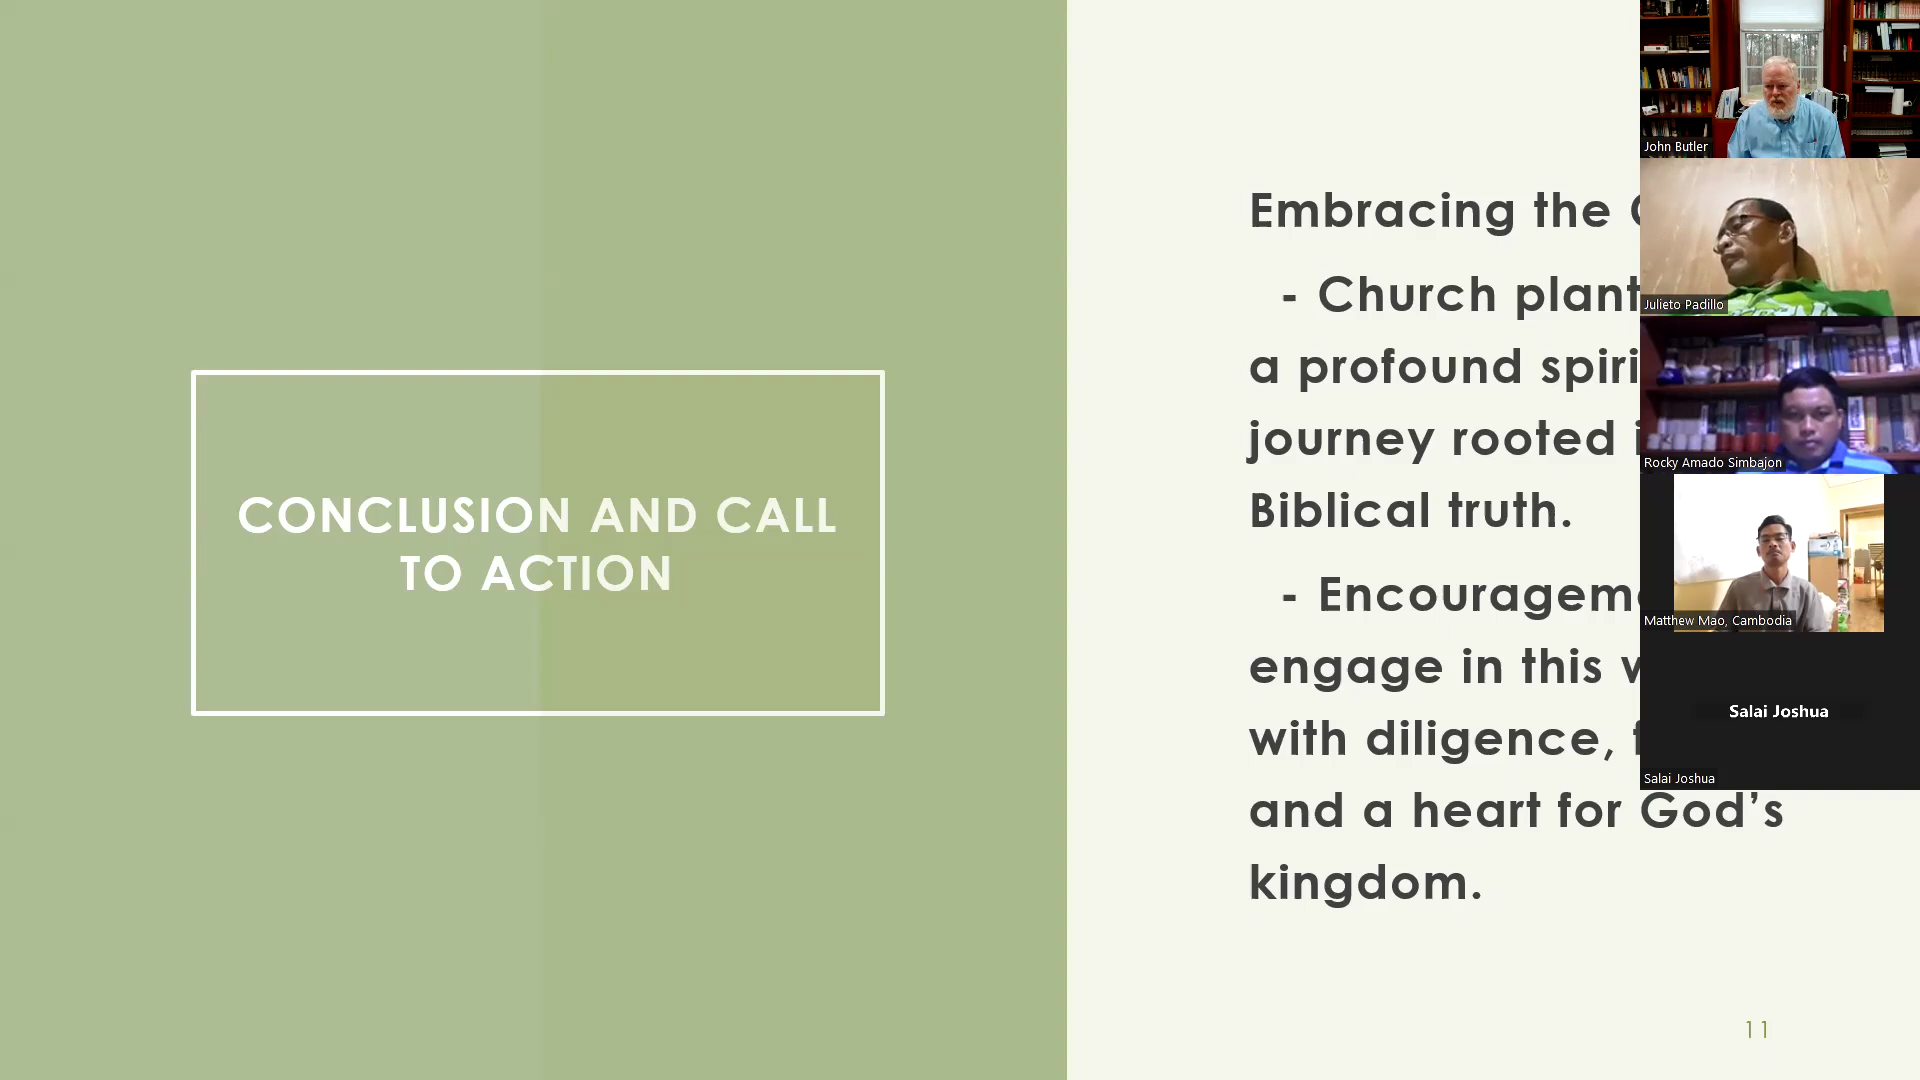 CONCLUSION AND CALL
TO ACTION
Embracing the
- Church plant
a profound spiri
journey rooted
Biblical truth.
- Encouragem
engage in this
with diligence,
and a heart for God’s
kingdom.
11
John Butler
Julieto Padillo
Rocky Amado Simbajon
Matthew Mao, Cambodia
Salai Joshua
Salai Joshua